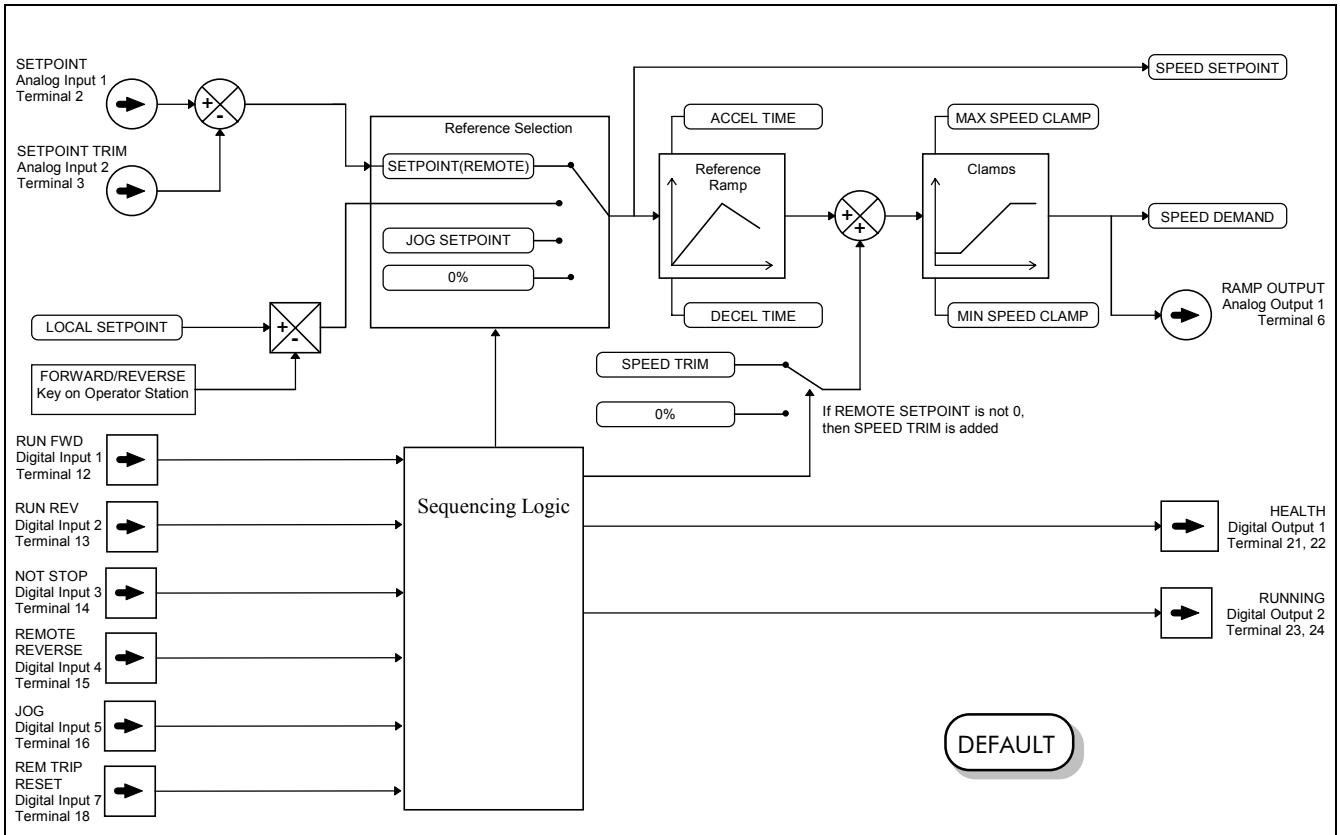 SETPOINT
Analog Input 1
Terminal 2
SETPOINT TRIM
Analog Input 2
Terminal 3
+
-
Reference Selection
SETPOINT(REMOTE)
JOG SETPOINT
0%
LOCAL SETPOINT
+
-
FORWARD/REVERSE
Key on Operator Station
SPEED SETPOINT
ACCEL TIME
Reference
Ramp
DECEL TIME
+
+
MAX SPEED CLAMP
Clamps
MIN SPEED CLAMP
SPEED DEMAND
RAMP OUTPUT
Analog Output 1
Terminal 6
SPEED TRIM
0%
If REMOTE SETPOINT is not 0,
then SPEED TRIM is added
RUN FWD
Digital Input 1
Terminal 12
RUN REV
Digital Input 2
Terminal 13
NOT STOP
Digital Input 3
Terminal 14
REMOTE
REVERSE
Digital Input 4
Terminal 15
JOG
Digital Input 5
Terminal 16
REM TRIP
RESET
Digital Input 7
Terminal 18
Sequencing Logic
HEALTH
Digital Output 1
Terminal 21, 22
RUNNING
Digital Output 2
Terminal 23, 24
DEFAULT